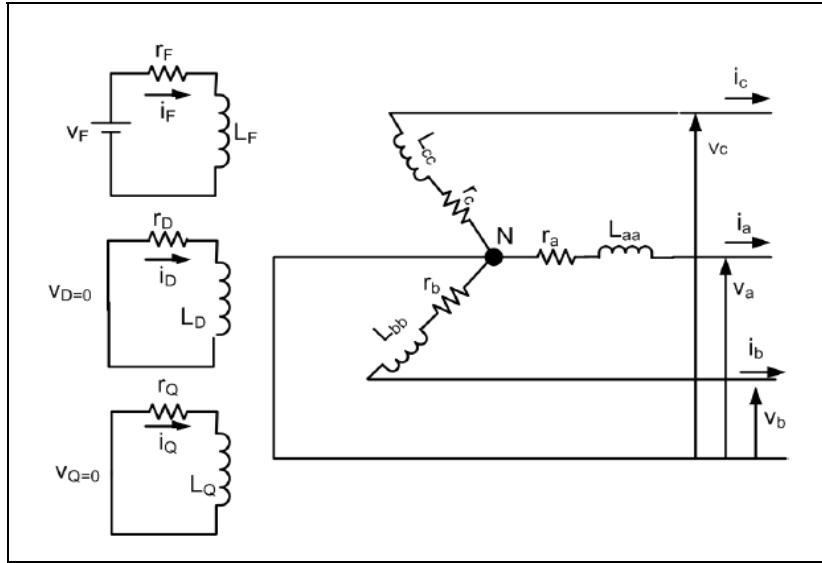 r_F
i_F
v_F
L_F
r_D
i_D
v_D=0
L_D
r_Q
i_Q
v_Q=0
L_Q
i_c
L_cc
v_c
r_c
N
r_a
L_aa
i_a
r_b
v_a
L_bb
i_b
v_b